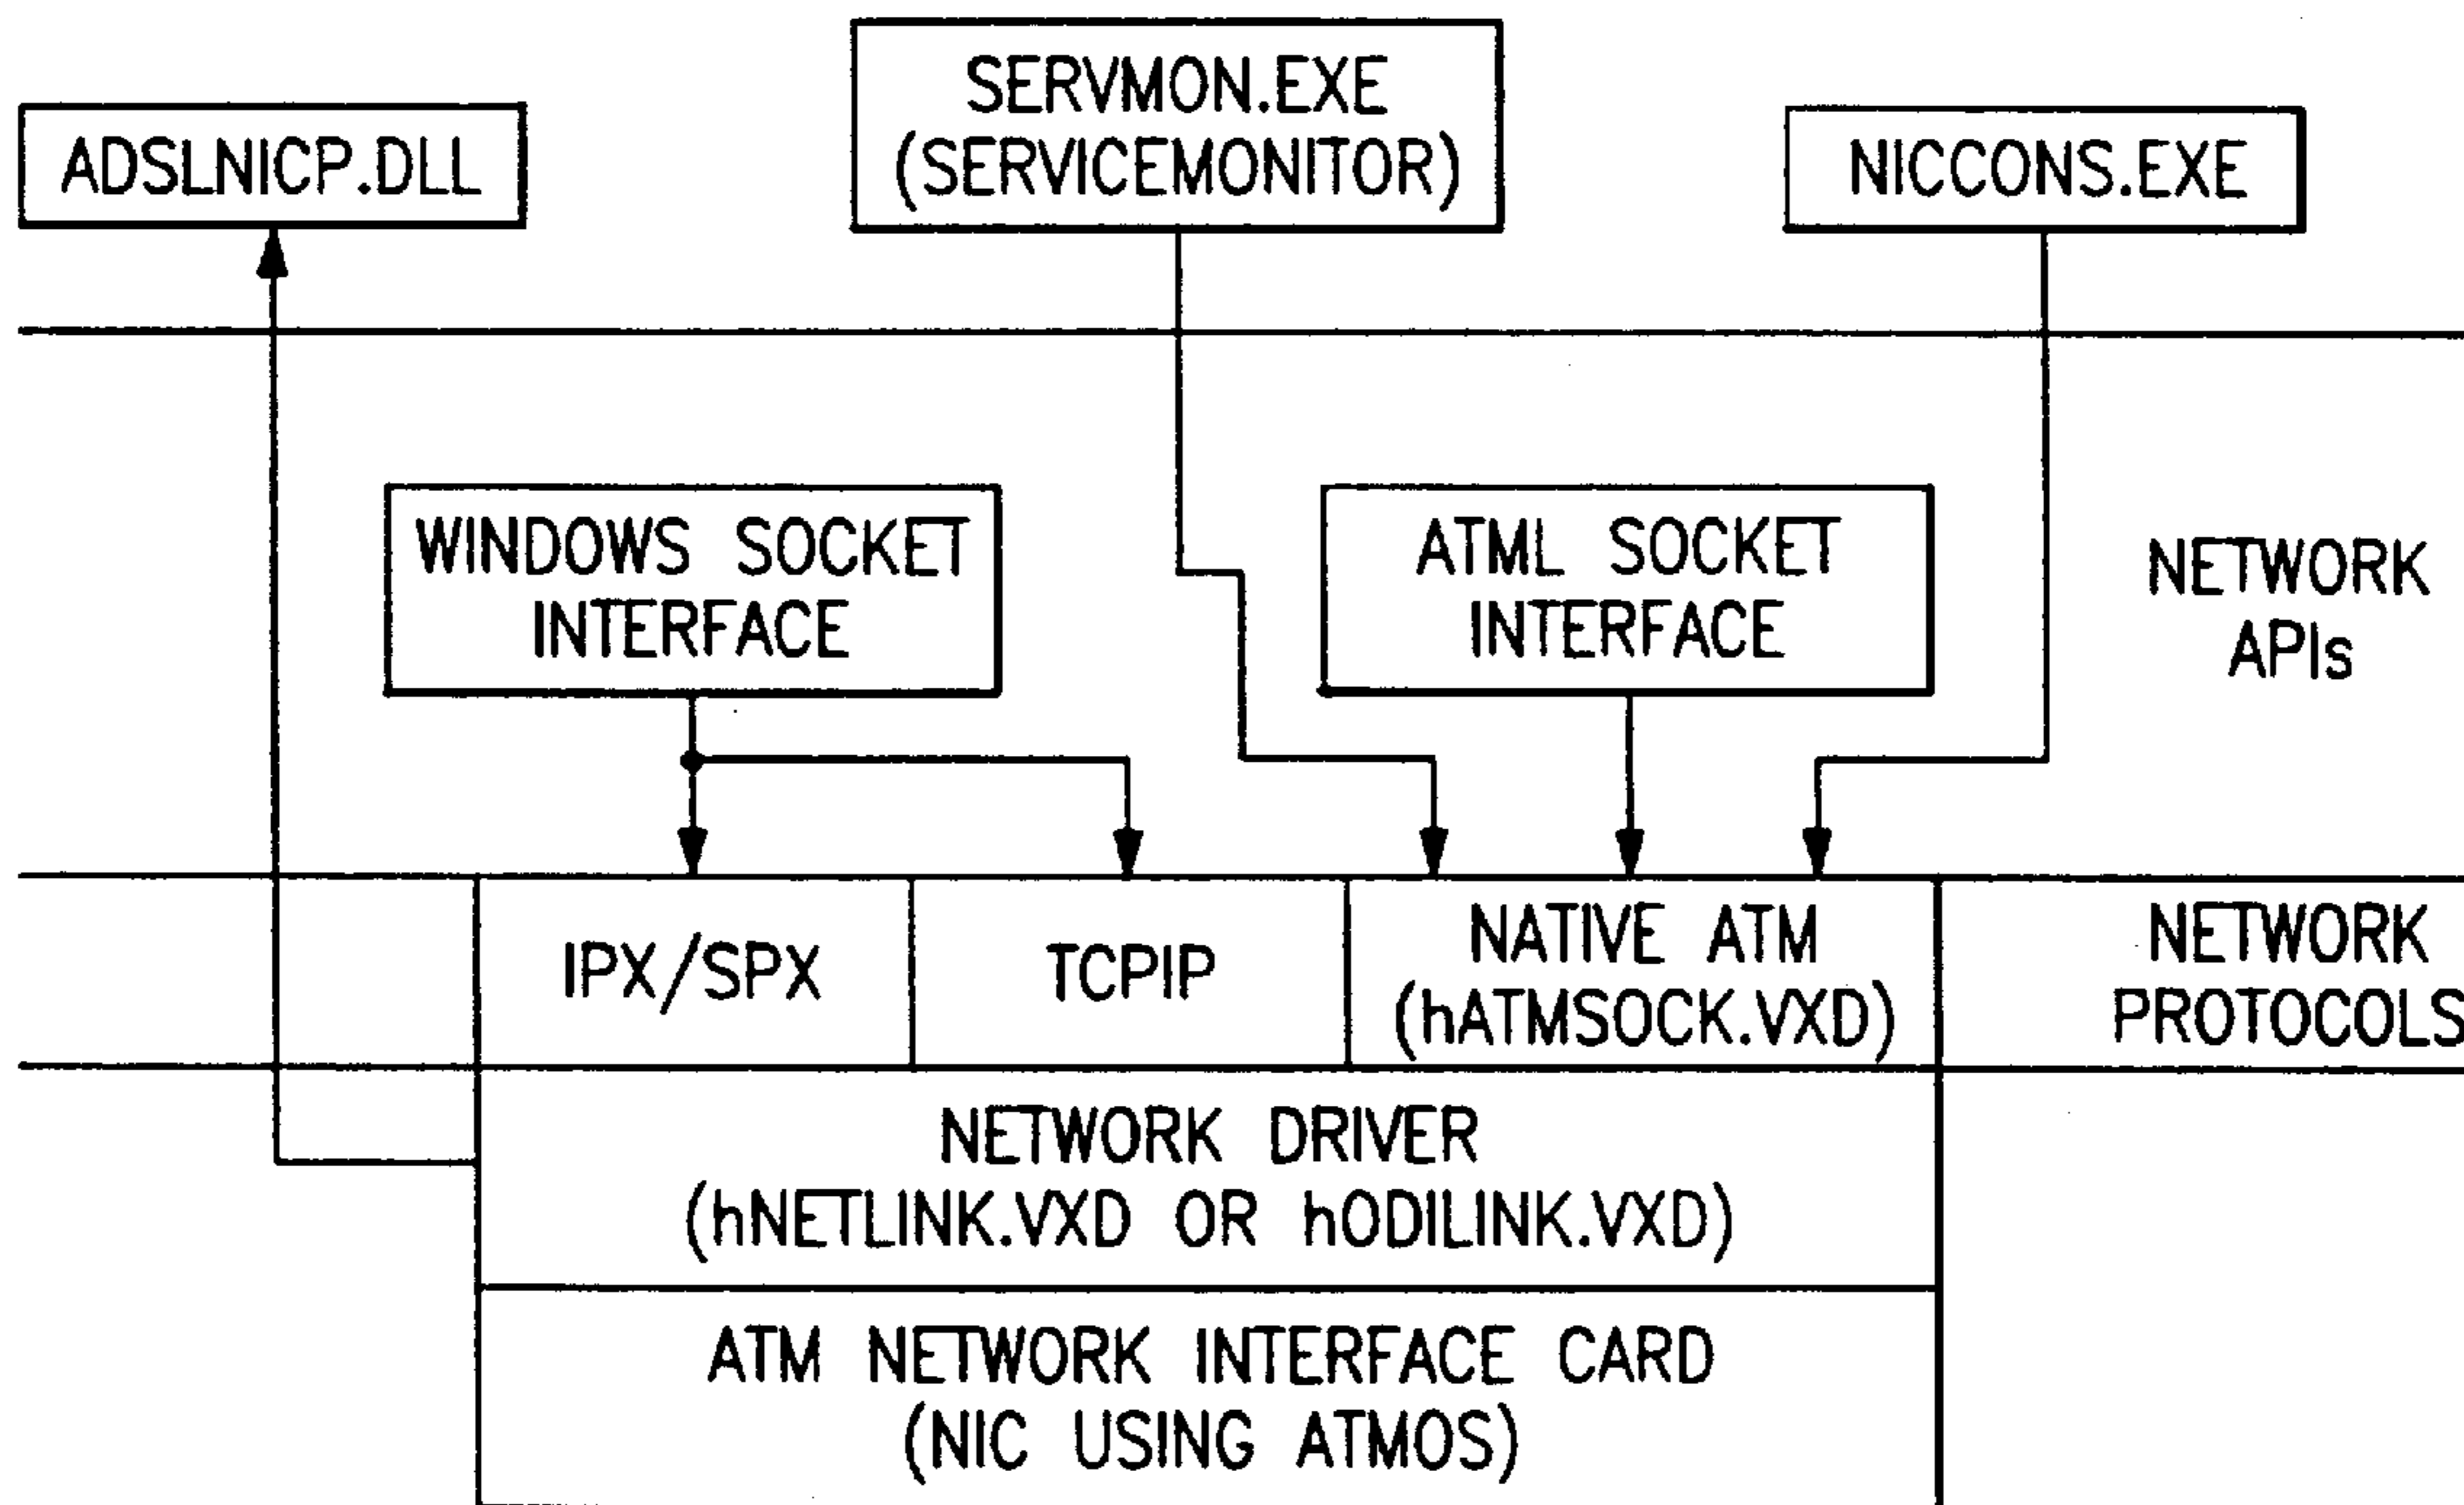 SERVMON.EXE
(SERVICEMONITOR)
ADSLNICP.DLL
NICCONS.EXE
WINDOWS SOCKET
INTERFACE
ATML SOCKET
INTERFACE
NETWORK
APIs
IPX/SPX
TCPIP
NATIVE ATM
(hATMSOCK.VXD)
NETWORK
PROTOCOLS
NETWORK DRIVER
(hNETLINK.VXD OR hODILINK.VXD)
ATM NETWORK INTERFACE CARD
(NIC USING ATMOS)